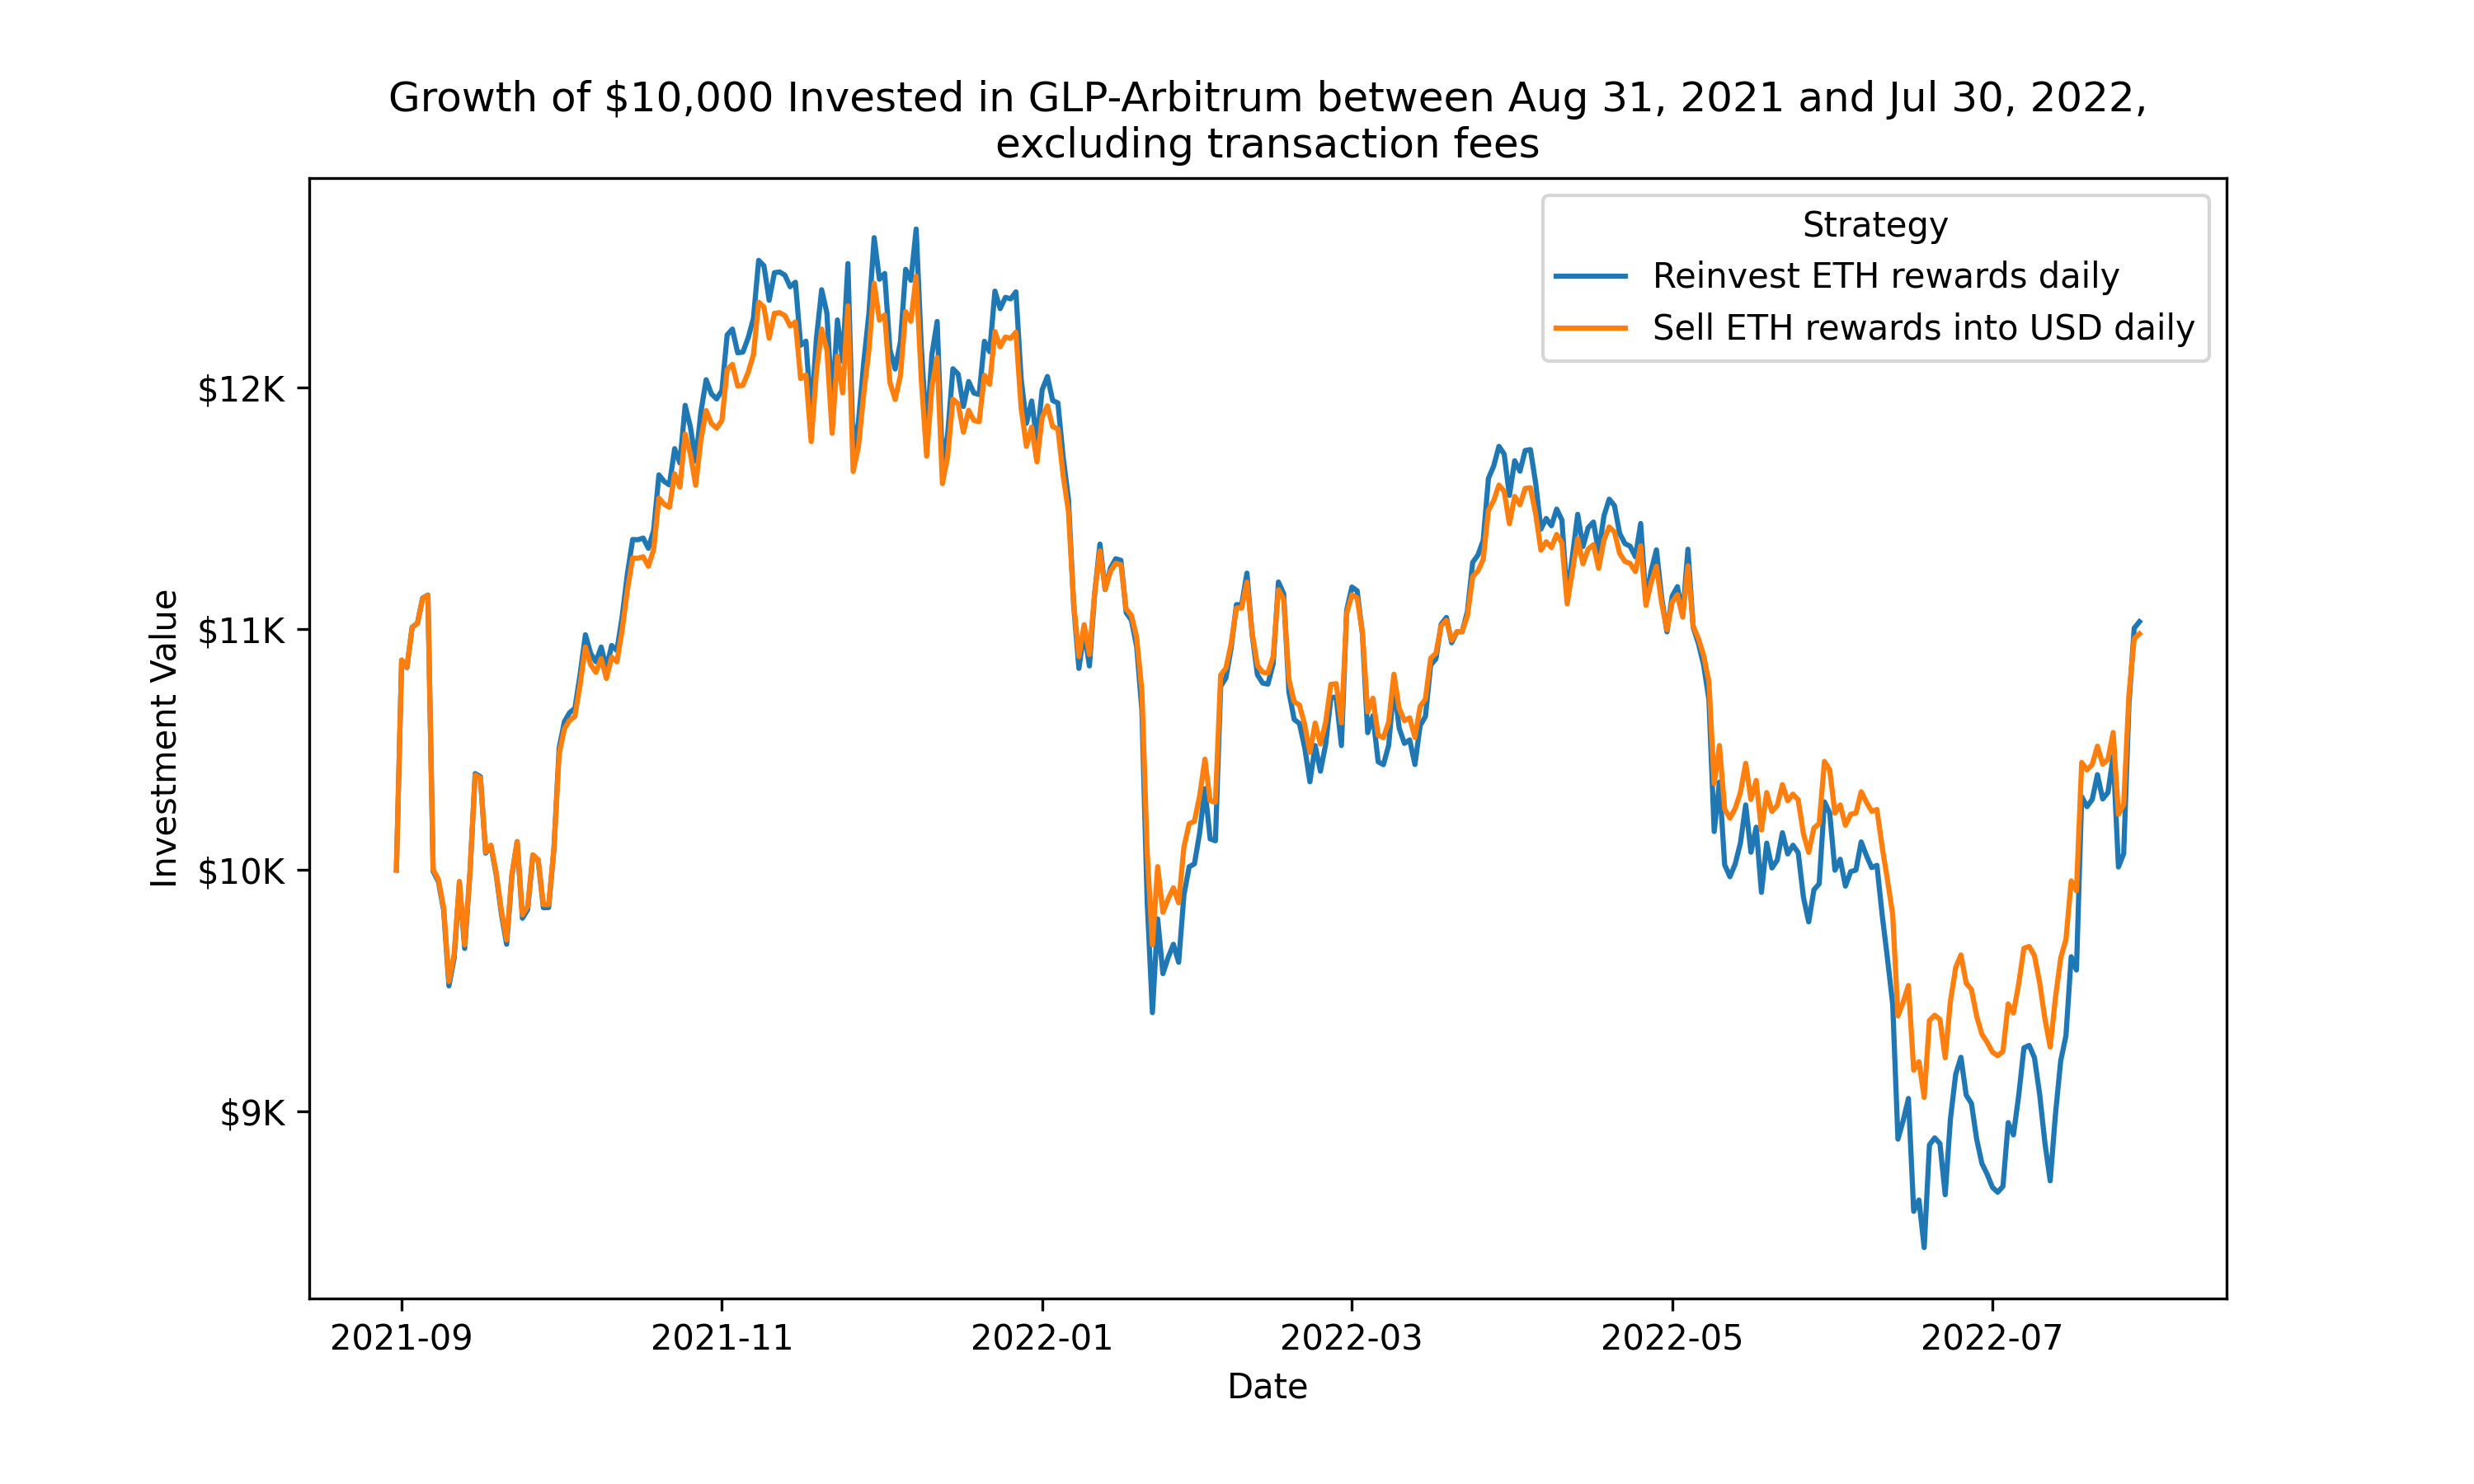 Growth of $10,000 Invested in GLP-Arbitrum between Aug 31, 2021 and Jul 30, 2022,
excluding transaction fees
Strategy
Reinvest ETH rewards daily
Sell ETH rewards into USD daily
Investment Value
$12K
$11K
$10K
$9K
2021-09
2021-11
2022-01
2022-03
2022-05
2022-07
Date